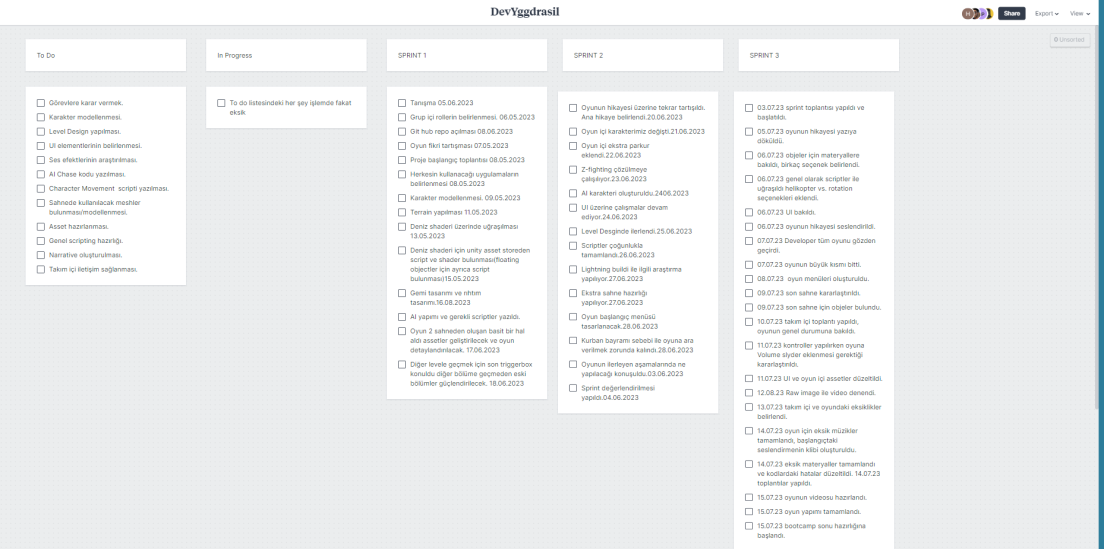 DevYggdrasil
H
Share
Export
View
0 Unsorted
To Do
Görevlere karar vermek.
Karakter modellenmesi.
Level Design yapılması.
UI elementlerinin belirlenmesi.
Ses efektlerinin araştırılması.
AI Chase kodu yazılması.
Character Movement scripti yazılması.
Sahnede kullanılacak meshler
bulunması/modellenmesi.
Asset hazırlanması.
Genel scripting hazırlığı.
Narrative oluşturulması.
Takım içi iletişim sağlanması.
In Progress
To do listesindeki her şey işlemde fakat
eksik
SPRINT 1
Tanışma 05.06.2023
Grup içi rollerin belirlenmesi. 06.05.2023
Git hub repo açılması 08.06.2023
Oyun fikri tartışması 07.05.2023
Proje başlangıç toplantısı 08.05.2023
Herkesin kullanacağı uygulamaların
belirlenmesi 08.05.2023
Karakter modellenmesi. 09.05.2023
Terrain yapılması 11.05.2023
Deniz shaderi üzerinde uğraşılması
13.05.2023
Deniz shaderi için unity asset storeden
script ve shader bulunması(floating
objectler için ayrıca script
bulunması)15.05.2023
Gemi tasarımı ve rıhtım
tasarımı.16.08.2023
AI yapımı ve gerekli scriptler yazıldı.
Oyun 2 sahneden oluşan basit bir hal
aldı assetler geliştirilecek ve oyun
detaylandırılacak. 17.06.2023
Diğer levele geçmek için son triggerbox
konuldu diğer bölüme geçmeden eski
bölümler güçlendirilecek. 18.06.2023
SPRINT 2
Oyunun hikayesi üzerine tekrar tartışıldı.
Ana hikaye belirlendi.20.06.2023
Oyun içi karakterimiz değişti.21.06.2023
Oyun içi ekstra parkur
eklendi.22.06.2023
Z-fighting çözülmeye
çalışılıyor.23.06.2023
AI karakteri oluşturuldu.2406.2023
UI üzerine çalışmalar devam
ediyor.24.06.2023
Level Desginde ilerlendi.25.06.2023
Scriptler çoğunlukla
tamamlandı.26.06.2023
Lightning buildi ile ilgili araştırma
yapılıyor.27.06.2023
Ekstra sahne hazırlığı
yapılıyor.27.06.2023
Oyun başlangıç menüsü
tasarlanacak.28.06.2023
Kurban bayramı sebebi ile oyuna ara
verilmek zorunda kalındı.28.06.2023
Oyunun ilerleyen aşamalarında ne
yapılacağı konuşuldu.03.06.2023
Sprint değerlendirilmesi
yapıldı.04.06.2023
SPRINT 3
03.07.23 sprint toplantısı yapıldı ve
başlatıldı.
05.07.23 oyunun hikayesi yazıya
döküldü.
06.07.23 objeler için materyallere
bakıldı, birkaç seçenek belirlendi.
06.07.23 genel olarak scriptler ile
uğraşıldı helikopter vs. rotation
seçenekleri eklendi.
06.07.23 UI bakıldı.
06.07.23 oyunun hikayesi seslendirildi.
07.07.23 Developer tüm oyunu gözden
geçirdi.
07.07.23 oyunun büyük kısmı bitti.
08.07.23 oyun menüleri oluşturuldu.
09.07.23 son sahne kararlaştırıldı.
09.07.23 son sahne için objeler bulundu.
10.07.23 takım içi toplantı yapıldı,
oyunun genel durumuna bakıldı.
11.07.23 kontroller yapılırken oyuna
Volume slyder eklenmesi gerektiği
kararlaştırıldı.
11.07.23 UI ve oyun içi assetler düzeltildi.
12.08.23 Raw image ile video denendi.
13.07.23 takım içi ve oyundaki eksiklikler
belirlendi.
14.07.23 oyun için eksik müzikler
tamamlandı, başlangıçtaki
seslendirmenin klibi oluşturuldu.
14.07.23 eksik materyaller tamamlandı
ve kodlardaki hatalar düzeltildi. 14.07.23
toplantılar yapıldı.
15.07.23 oyunun videosu hazırlandı.
15.07.23 oyun yapımı tamamlandı.
15.07.23 bootcamp sonu hazırlığına
başlandı.